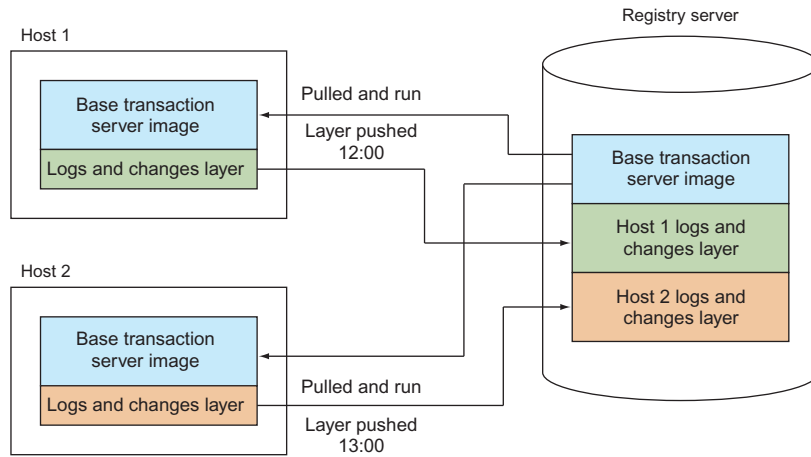 Registry server
Host 1
Base transaction
server image
Logs and changes layer
Pulled and run
Layer pushed
12:00
Base transaction
server image
Host 1 logs and
changes layer
Host 2 logs and
changes layer
Host 2
Base transaction
server image
Logs and changes layer
Pulled and run
Layer pushed
13:00